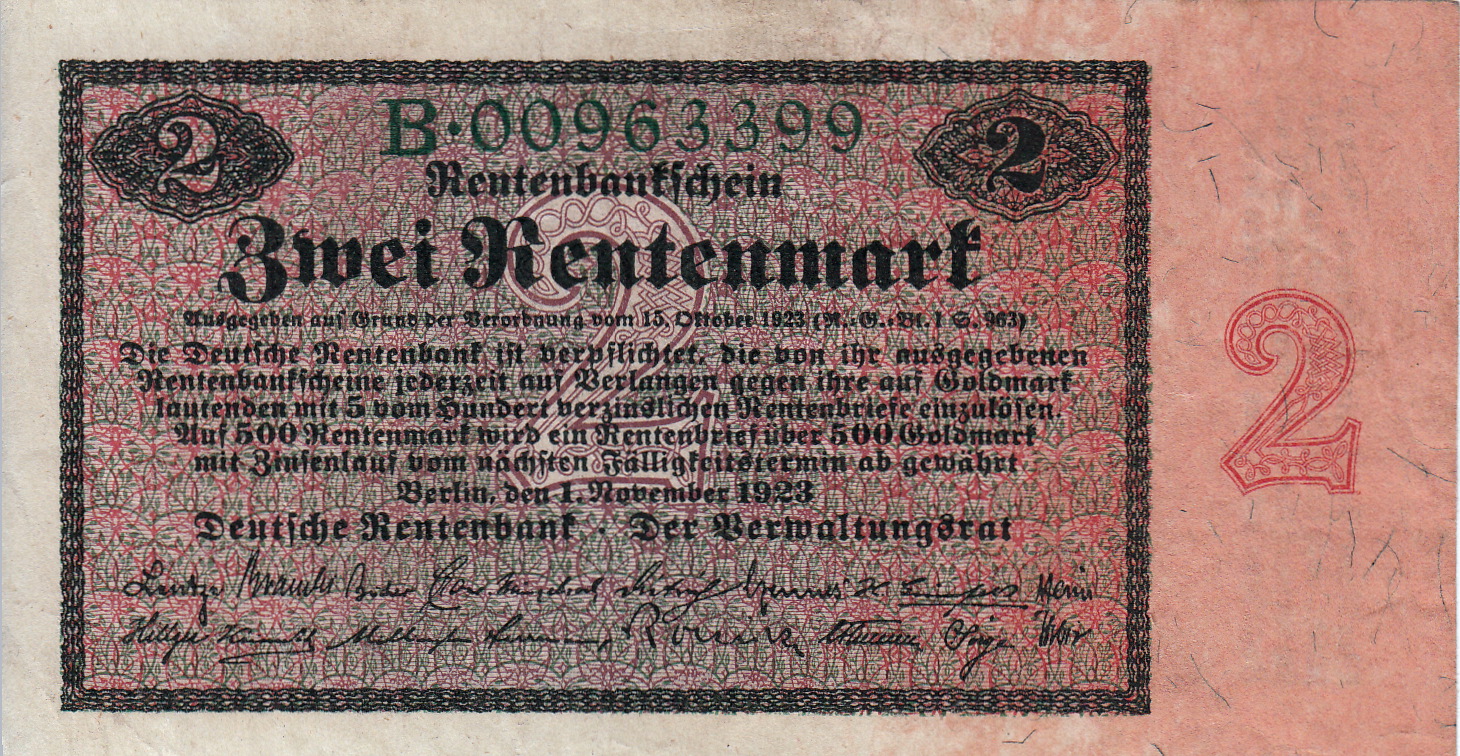 2 B·00963399 2
Rentenbankschein
Zwei Rentenmark
Ausgegeben auf Grund der Verordnung vom 15. Oktober 1923 (R.-G.-Bl. I S. 963)
Die Deutsche Rentenbank ist verpflichtet, die von ihr ausgegebenen
Rentenbankscheine jederzeit auf Verlangen gegen ihre auf Goldmark
lautenden mit 5 vom Hundert verzinslichen Rentenbriefe einzulösen.
Auf 500 Rentenmark wird ein Rentenbrief über 500 Goldmark
mit Zinsenlauf vom nächsten Fälligkeitstermin ab gewährt.
Berlin, den 1. November 1923
Deutsche Rentenbank · Der Verwaltungsrat
Lentze
2
2